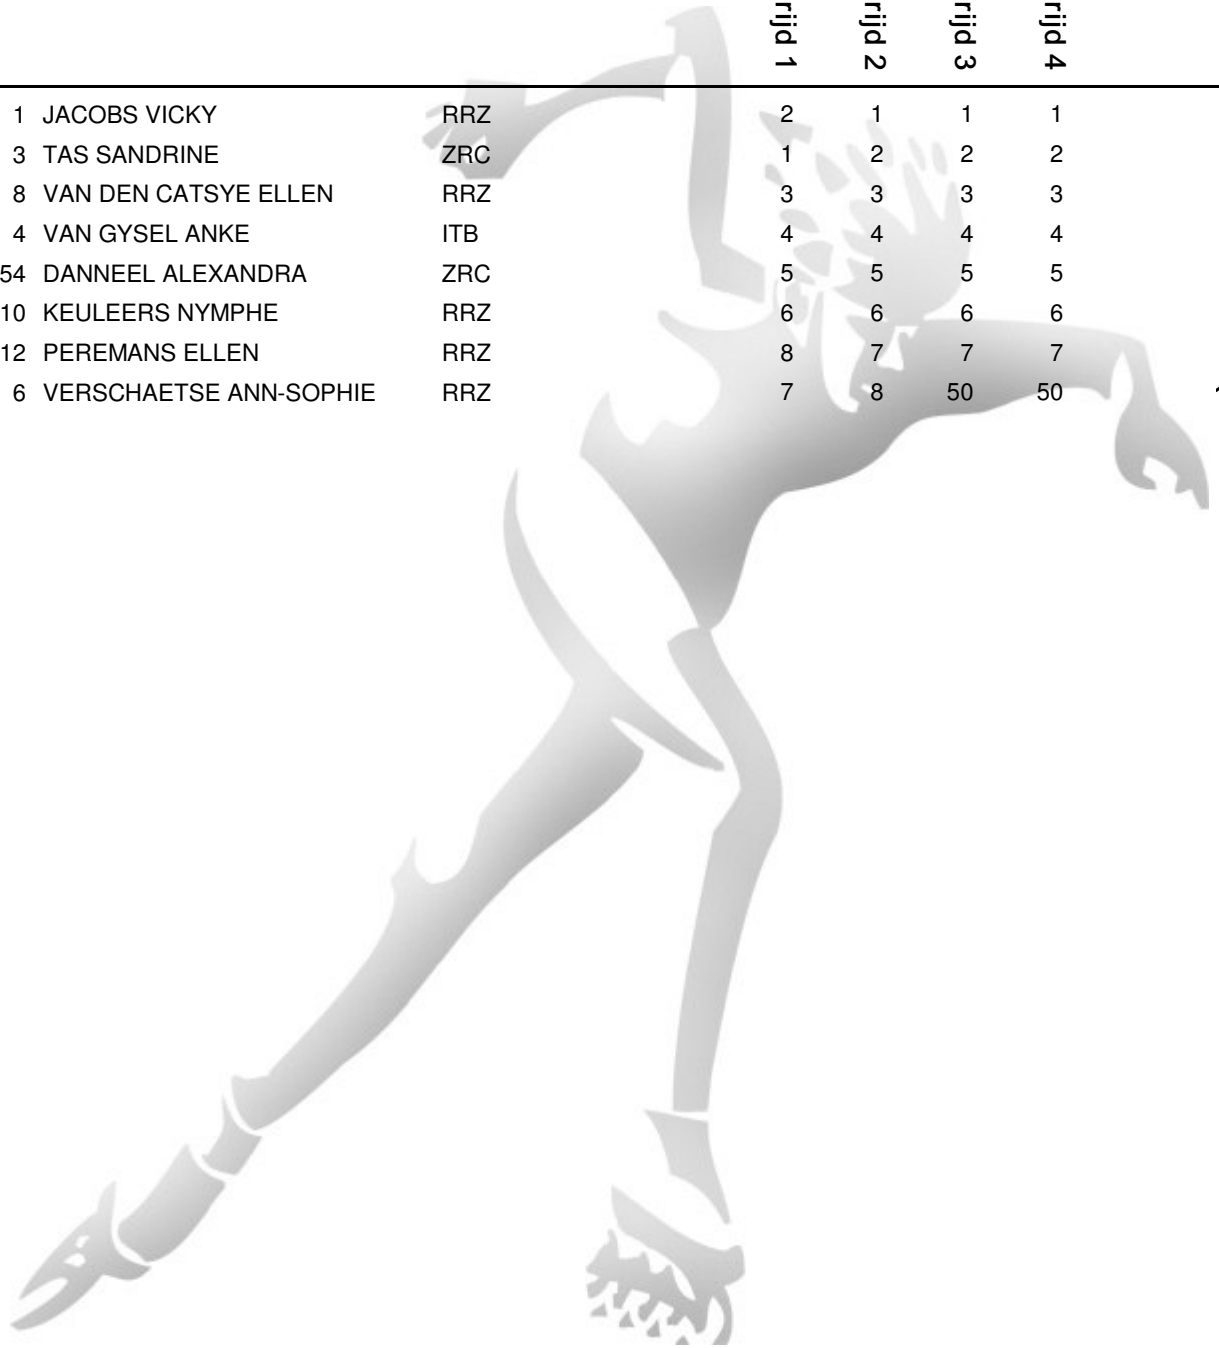 rijd 1 rijd 2 rijd 3 rijd 4
1 JACOBS VICKY RRZ 2 1 1 1
3 TAS SANDRINE ZRC 1 2 2 2
8 VAN DEN CATSYE ELLEN RRZ 3 3 3 3
4 VAN GYSEL ANKE ITB 4 4 4 4
54 DANNEEL ALEXANDRA ZRC 5 5 5 5
10 KEULEERS NYMPHE RRZ 6 6 6 6
12 PEREMANS ELLEN RRZ 8 7 7 7
6 VERSCHAETSE ANN-SOPHIE RRZ 7 8 50 50